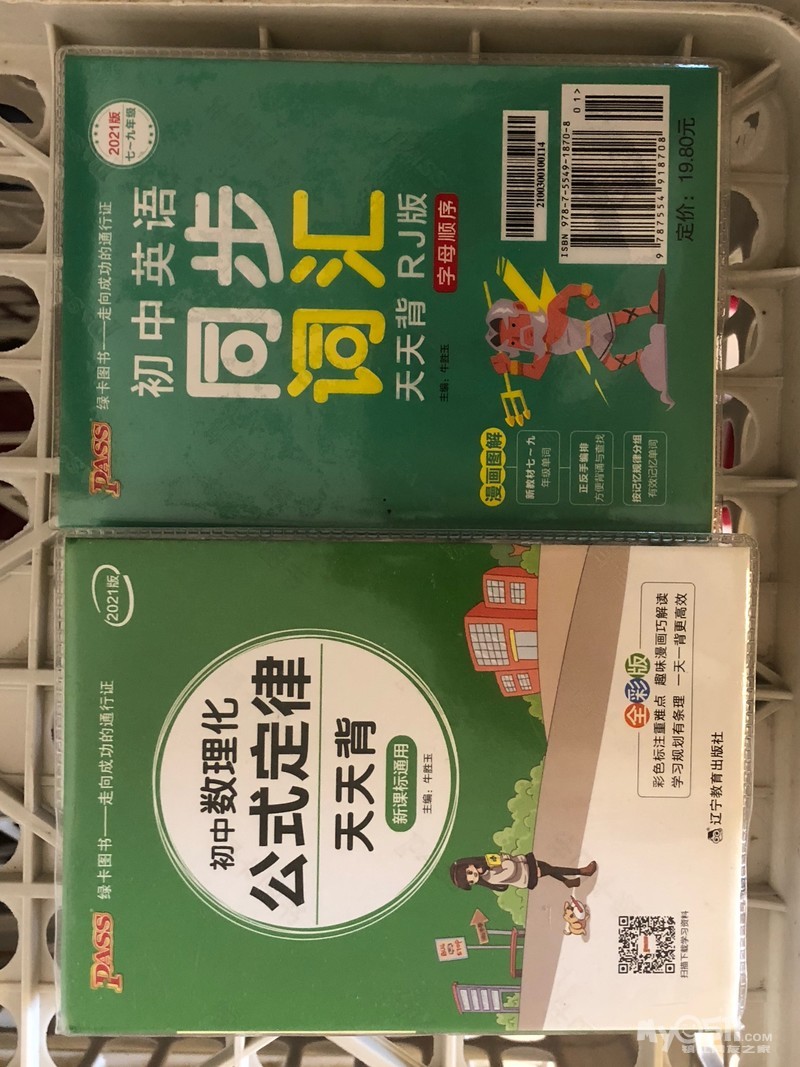 PASS
绿卡图书——走向成功的通行证
2021版
七~九年级
初中英语
同步
词汇
天天背 RJ版
字母顺序
主编：牛胜玉
漫画图解
新教材七~九
年级单词
正反手编排
方便背诵与查找
按记忆规律分组
有效记忆单词
2100300100114
ISBN 978-7-5549-1870-8
01>
9 787554 918708
定价：19.80元
PASS
绿卡图书——走向成功的通行证
2021版
初中数理化
公式定律
天天背
新课标通用
主编：牛胜玉
STOP
全彩版
彩色标注重难点 趣味漫画巧解读
学习规划有条理 一天一背更高效
扫描下载学习资料
辽宁教育出版社
.COM